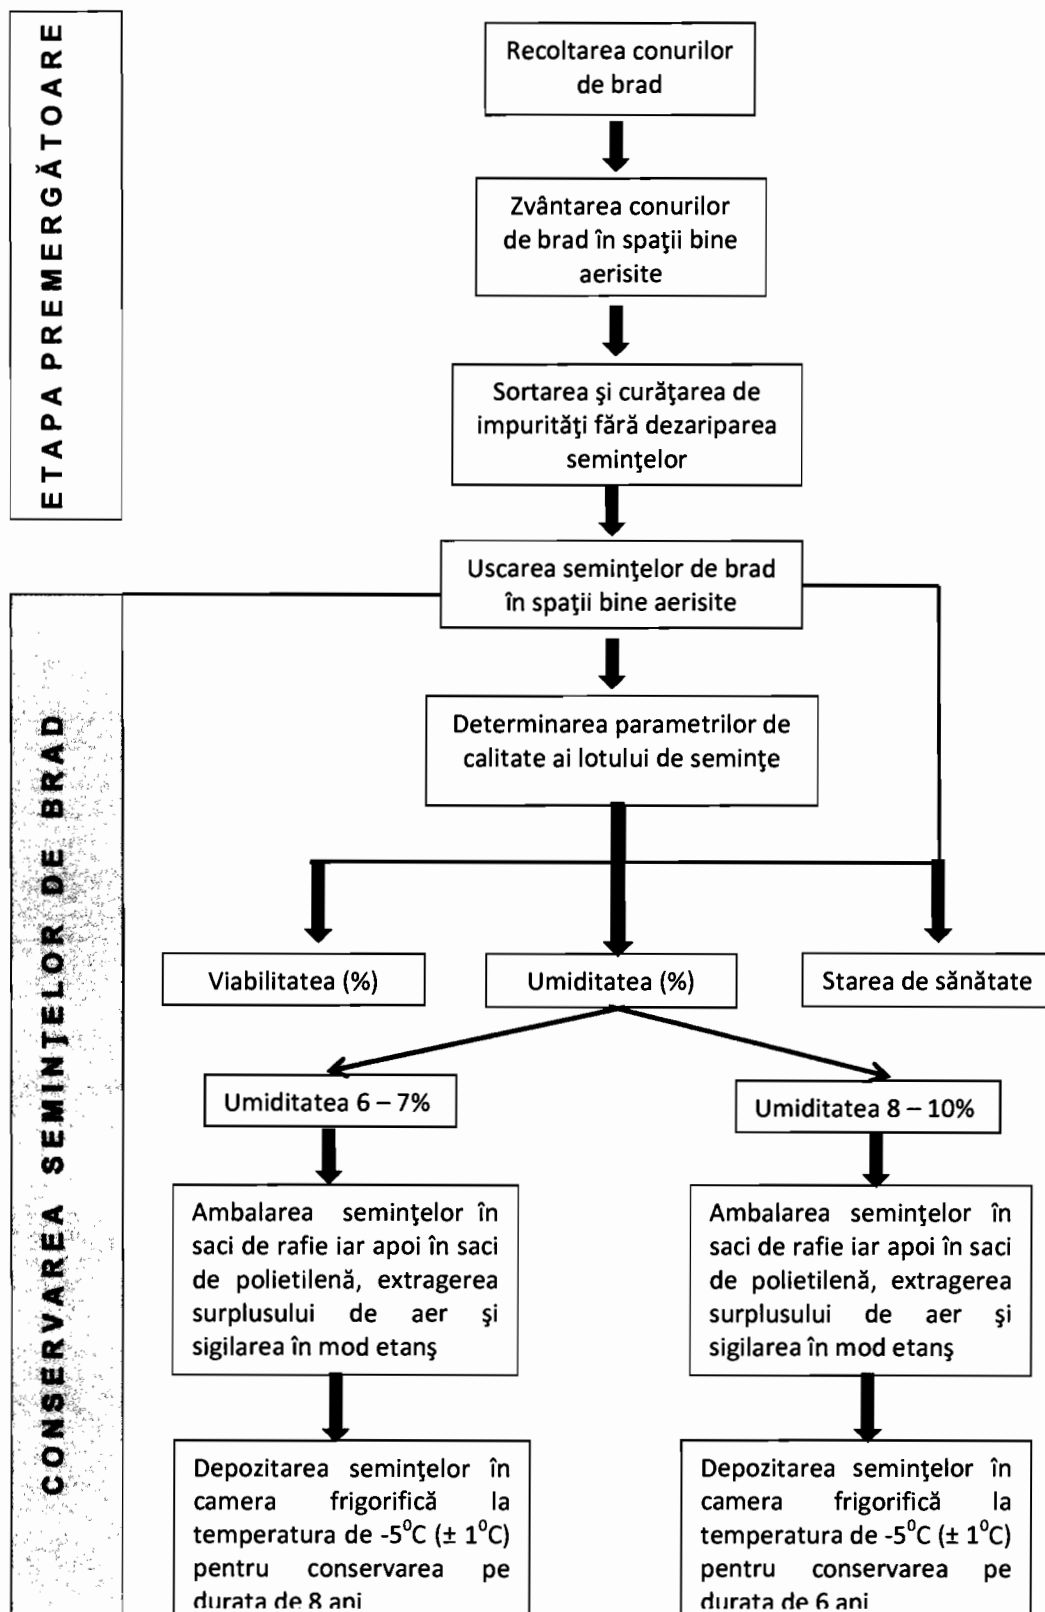 ETAPA PREMERGĂTOARE
Recoltarea conurilor
de brad
Zvântarea conurilor
de brad în spaţii bine
aerisite
Sortarea şi curăţarea de
impurităţi fără dezariparea
seminţelor
CONSERVAREA SEMINŢELOR DE BRAD
Uscarea seminţelor de brad
în spaţii bine aerisite
Determinarea parametrilor de
calitate ai lotului de seminţe
Viabilitatea (%)
Umiditatea (%)
Starea de sănătate
Umiditatea 6 – 7%
Umiditatea 8 – 10%
Ambalarea seminţelor în
saci de rafie iar apoi în saci
de polietilenă, extragerea
surplusului de aer şi
sigilarea în mod etanş
Ambalarea seminţelor în
saci de rafie iar apoi în saci
de polietilenă, extragerea
surplusului de aer şi
sigilarea în mod etanş
Depozitarea seminţelor în
camera frigorifică la
temperatura de -5⁰C (± 1⁰C)
pentru conservarea pe
durata de 8 ani
Depozitarea seminţelor în
camera frigorifică la
temperatura de -5⁰C (± 1⁰C)
pentru conservarea pe
durata de 6 ani